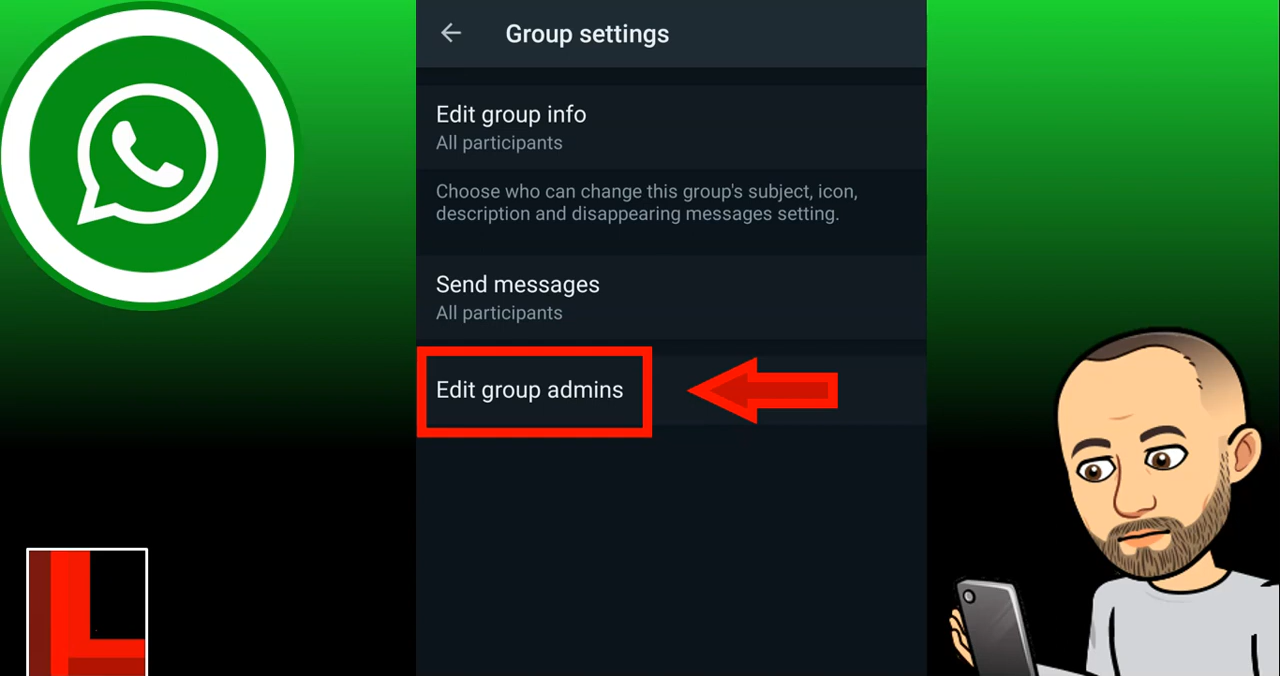 Group settings
Edit group info
All participants
Choose who can change this group's subject, icon,
description and disappearing messages setting.
Send messages
All participants
Edit group admins